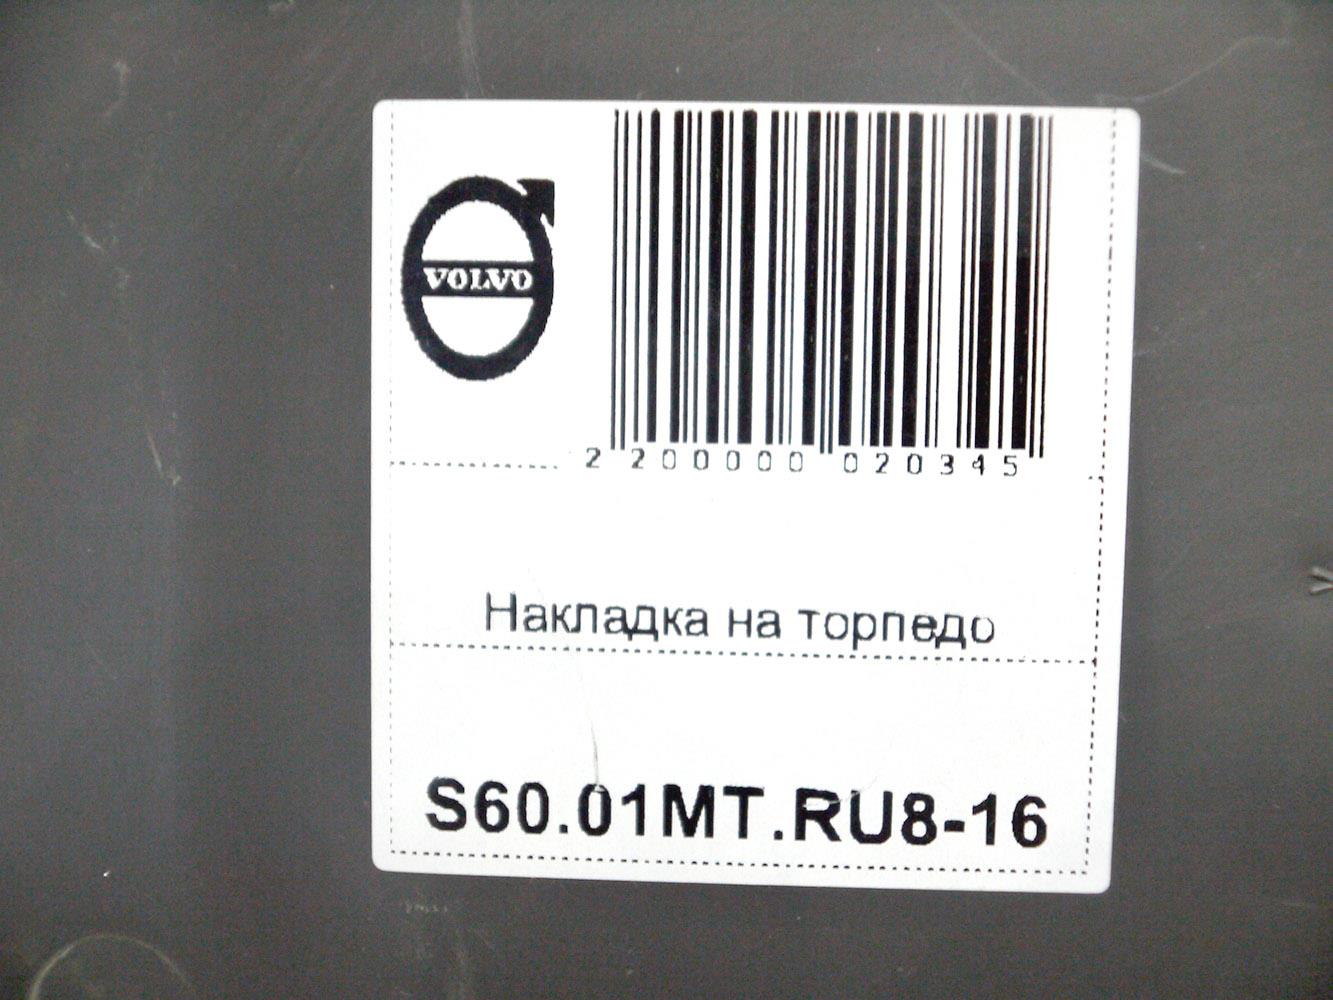 VOLVO
2 200000 020345
Накладка на торпедо
S60.01MT.RU8-16